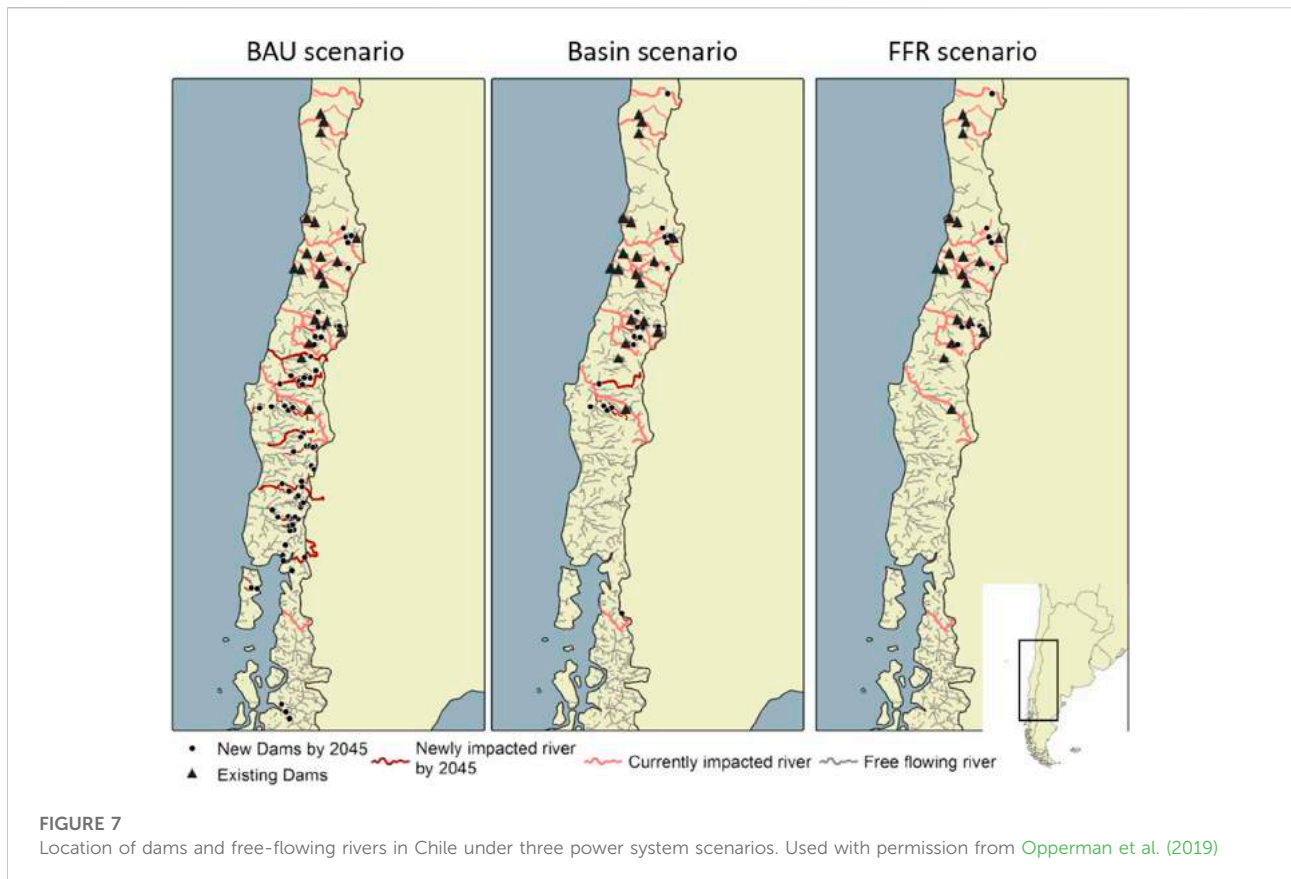 BAU scenario
Basin scenario
FFR scenario
New Dams by 2045
Existing Dams
Newly impacted river
by 2045
Currently impacted river
Free flowing river
FIGURE 7
Location of dams and free-flowing rivers in Chile under three power system scenarios. Used with permission from Opperman et al. (2019)